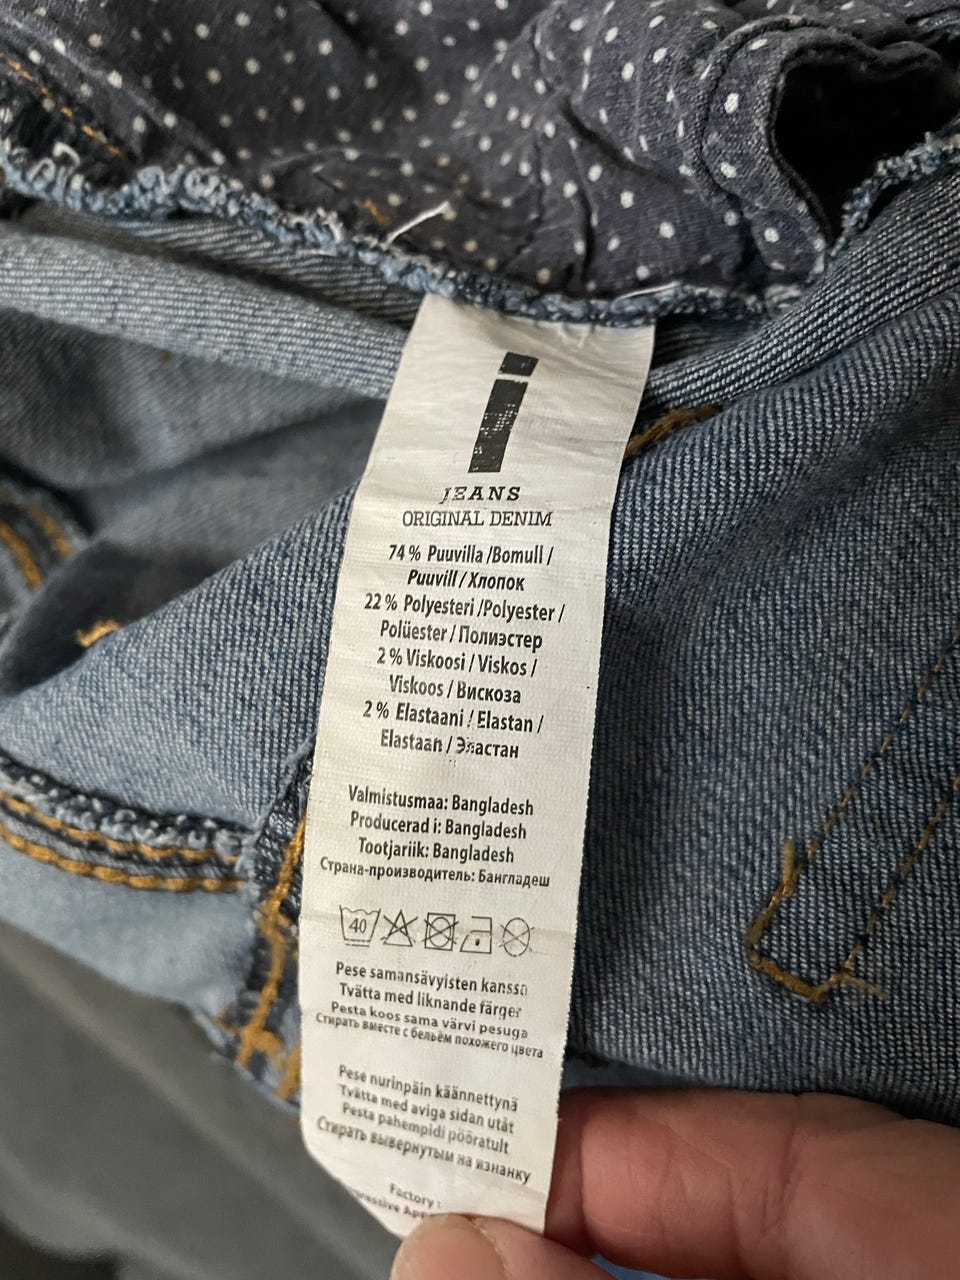 i
JEANS
ORIGINAL DENIM
74 % Puuvilla /Bomull /
Puuvill / Хлопок
22 % Polyesteri /Polyester /
Polüester / Полиэстер
2 % Viskoosi / Viskos /
Viskoos / Вискоза
2 % Elastaani / Elastan /
Elastaan / Эластан
Valmistusmaa: Bangladesh
Producerad i: Bangladesh
Tootjariik: Bangladesh
Страна-производитель: Бангладеш
40
Pese samansävyisten kanssa
Tvätta med liknande färger
Pesta koos sama värvi pesuga
Стирать вместе с бельём похожего цвета
Pese nurinpäin käännettynä
Tvätta med aviga sidan utåt
Pesta pahempidi pööratult
Стирать вывернутым на изнанку
Factory :